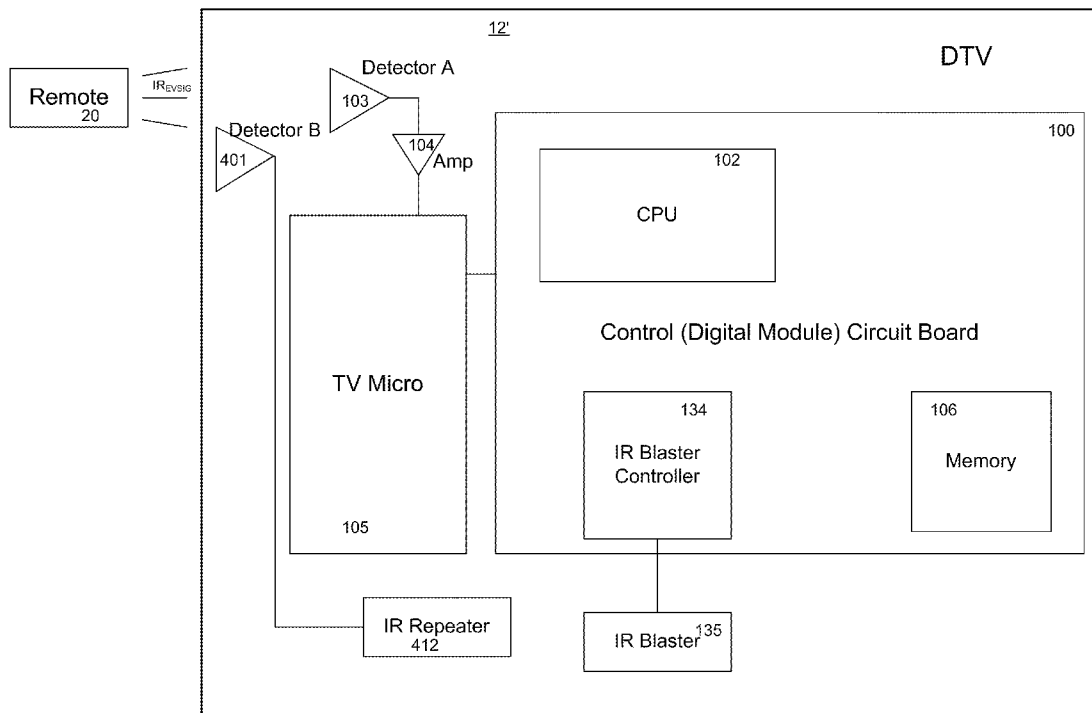 12'
DTV
Remote
20
IR_EVSIG
Detector A
103
Detector B
401
104
Amp
100
102
CPU
Control (Digital Module) Circuit Board
TV Micro
105
134
IR Blaster
Controller
106
Memory
IR Repeater
412
IR Blaster
135